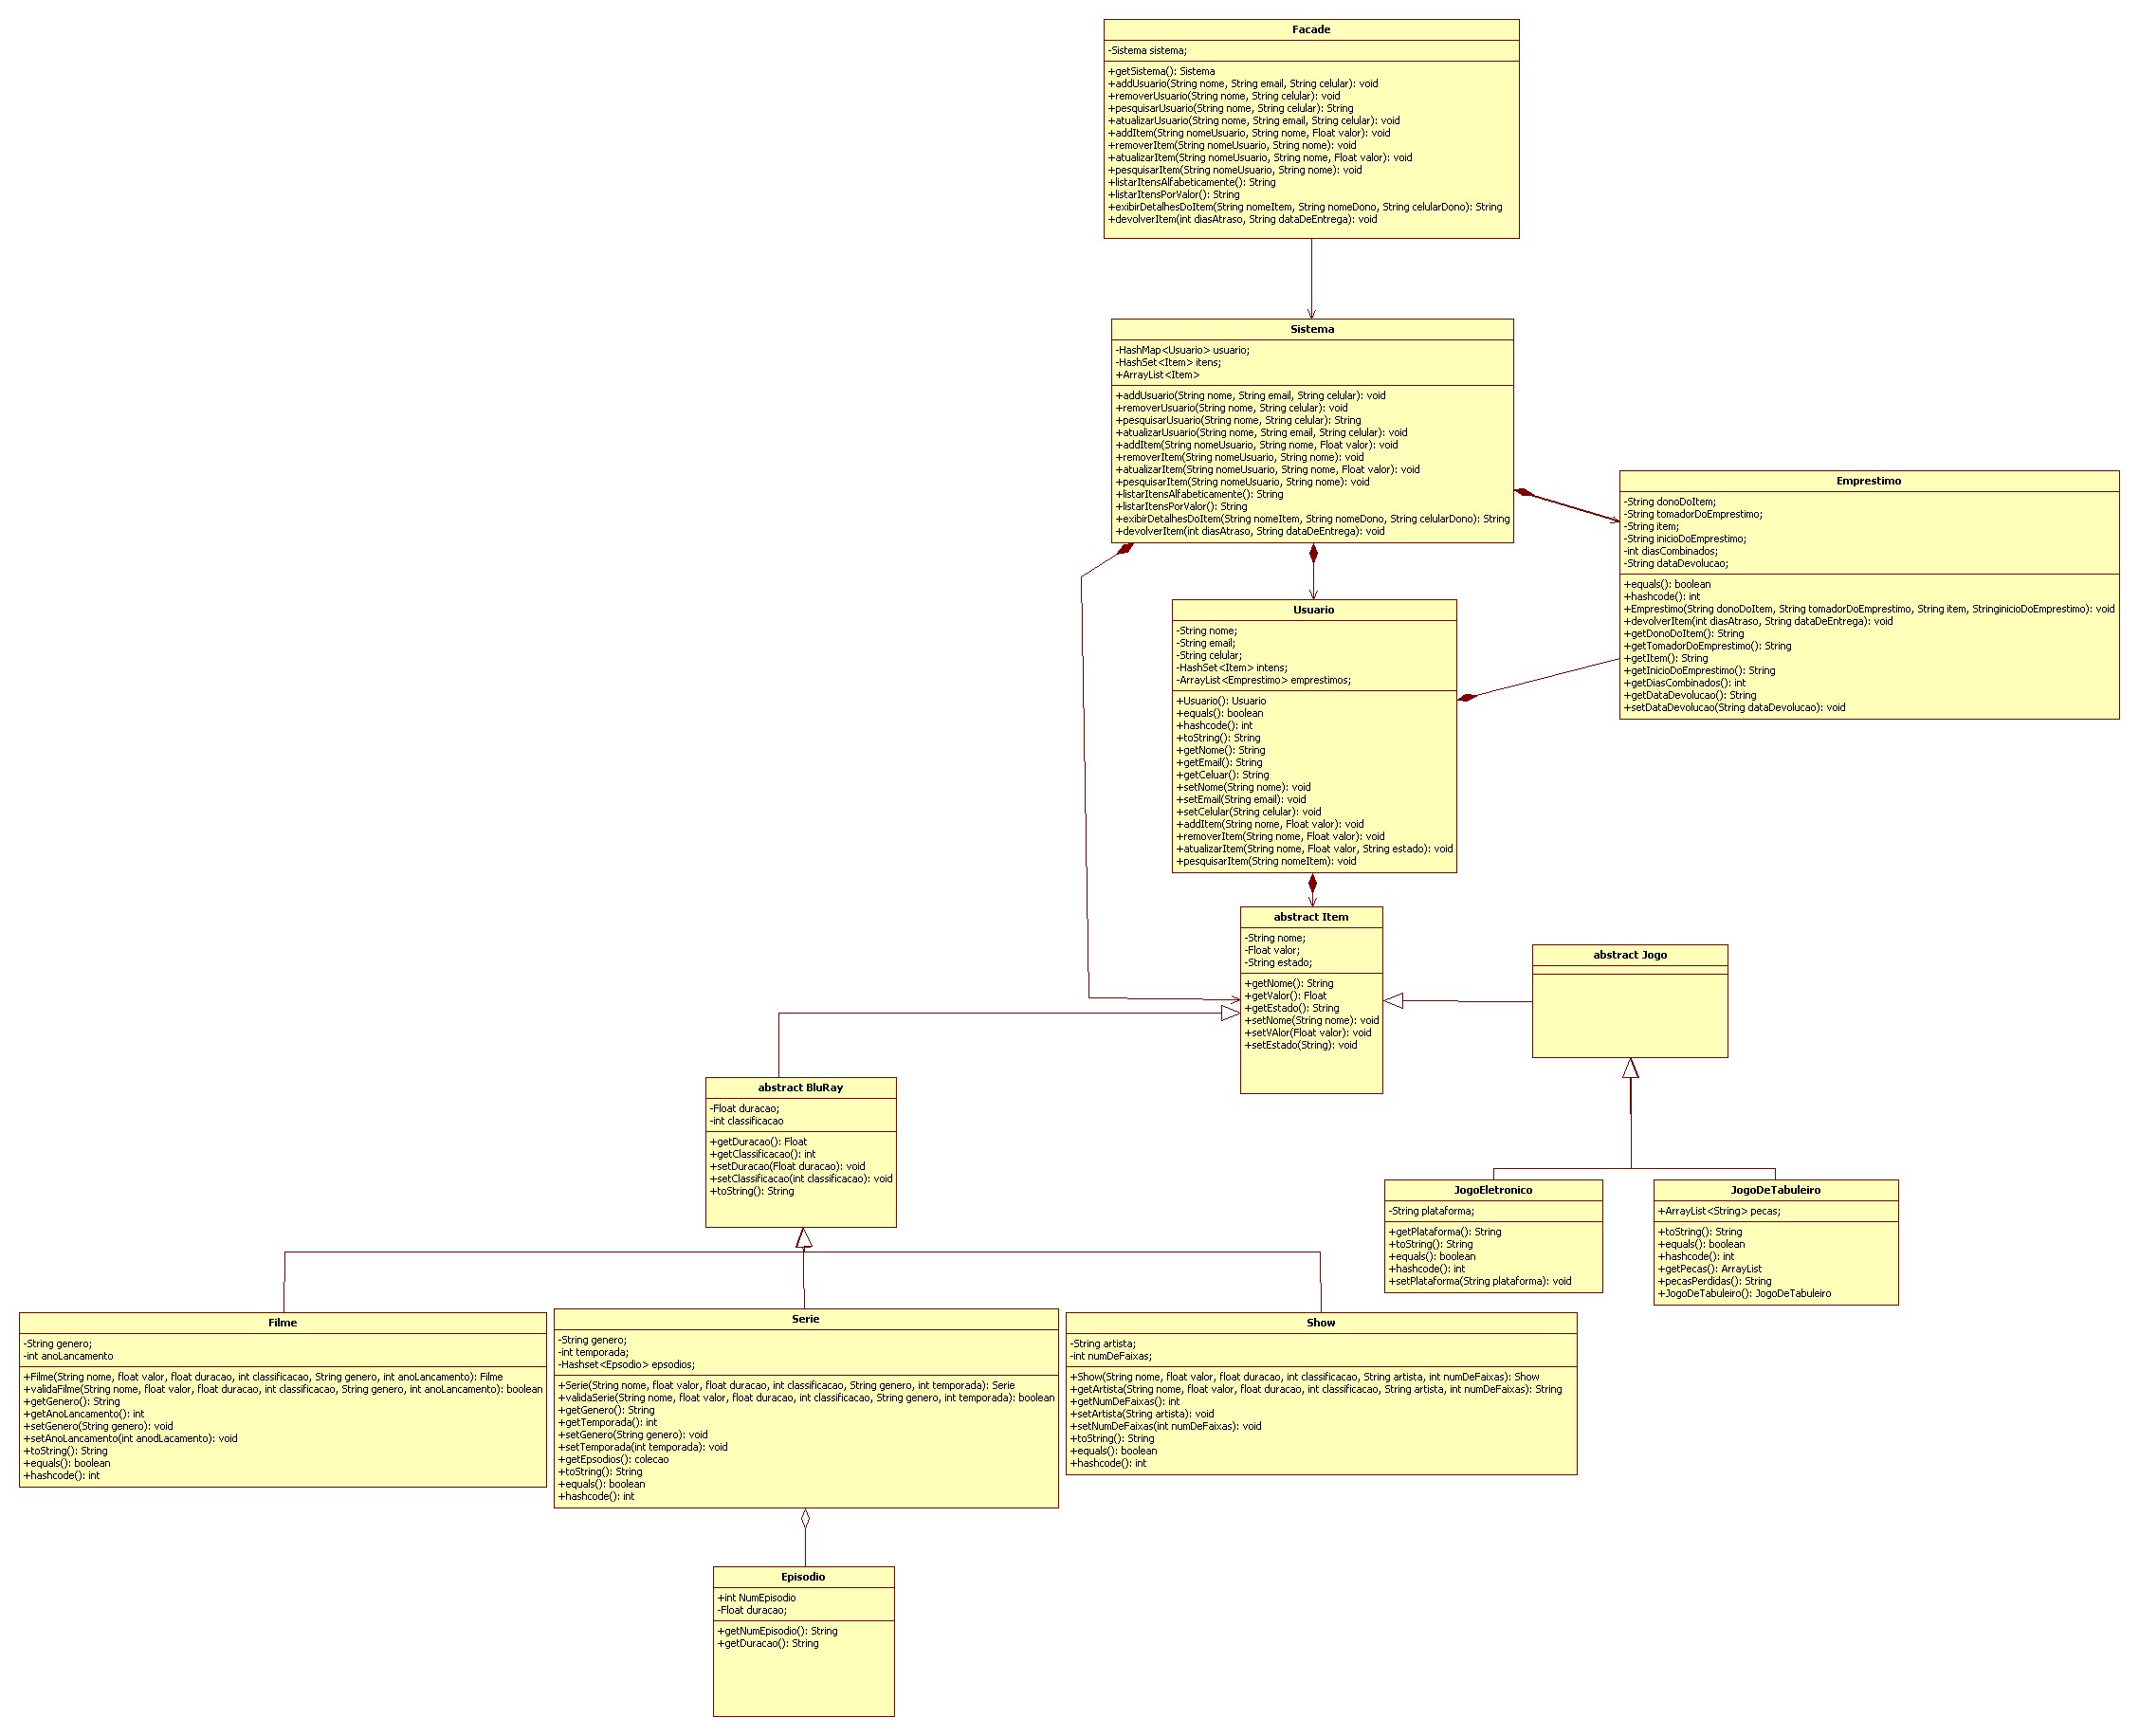 Facade
-Sistema sistema;
+getSistema(): Sistema
+addUsuario(String nome, String email, String celular): void
+removerUsuario(String nome, String celular): void
+pesquisarUsuario(String nome, String celular): String
+atualizarUsuario(String nome, String email, String celular): void
+addItem(String nomeUsuario, String nome, Float valor): void
+removerItem(String nomeUsuario, String nome): void
+atualizarItem(String nomeUsuario, String nome, Float valor): void
+pesquisarItem(String nomeUsuario, String nome): void
+listarItensAlfabeticamente(): String
+listarItensPorValor(): String
+exibirDetalhesDoItem(String nomeItem, String nomeDono, String celularDono): String
+devolverItem(int diasAtraso, String dataDeEntrega): void
Sistema
-HashMap<Usuario> usuario;
-HashSet<Item> itens;
+ArrayList<Item>
+addUsuario(String nome, String email, String celular): void
+removerUsuario(String nome, String celular): void
+pesquisarUsuario(String nome, String celular): String
+atualizarUsuario(String nome, String email, String celular): void
+addItem(String nomeUsuario, String nome, Float valor): void
+removerItem(String nomeUsuario, String nome): void
+atualizarItem(String nomeUsuario, String nome, Float valor): void
+pesquisarItem(String nomeUsuario, String nome): void
+listarItensAlfabeticamente(): String
+listarItensPorValor(): String
+exibirDetalhesDoItem(String nomeItem, String nomeDono, String celularDono): String
+devolverItem(int diasAtraso, String dataDeEntrega): void
Emprestimo
-String donoDoItem;
-String tomadorDoEmprestimo;
-String item;
-String inicioDoEmprestimo;
-int diasCombinados;
-String dataDevolucao;
+equals(): boolean
+hashcode(): int
+Emprestimo(String donoDoItem, String tomadorDoEmprestimo, String item, StringinicioDoEmprestimo): void
+devolverItem(int diasAtraso, String dataDeEntrega): void
+getDonoDoItem(): String
+getTomadorDoEmprestimo(): String
+getItem(): String
+getInicioDoEmprestimo(): String
+getDiasCombinados(): int
+getDataDevolucao(): String
+setDataDevolucao(String dataDevolucao): void
Usuario
-String nome;
-String email;
-String celular;
-HashSet<Item> intens;
-ArrayList<Emprestimo> emprestimos;
+Usuario(): Usuario
+equals(): boolean
+hashcode(): int
+toString(): String
+getNome(): String
+getEmail(): String
+getCeluar(): String
+setNome(String nome): void
+setEmail(String email): void
+setCelular(String celular): void
+addItem(String nome, Float valor): void
+removerItem(String nome, Float valor): void
+atualizarItem(String nome, Float valor, String estado): void
+pesquisarItem(String nomeItem): void
abstract Item
-String nome;
-Float valor;
-String estado;
+getNome(): String
+getValor(): Float
+getEstado(): String
+setNome(String nome): void
+setVAlor(Float valor): void
+setEstado(String): void
abstract Jogo
abstract BluRay
-Float duracao;
-int classificacao
+getDuracao(): Float
+getClassificacao(): int
+setDuracao(Float duracao): void
+setClassificacao(int classificacao): void
+toString(): String
JogoEletronico
-String plataforma;
+getPlataforma(): String
+toString(): String
+equals(): boolean
+hashcode(): int
+setPlataforma(String plataforma): void
JogoDeTabuleiro
+ArrayList<String> pecas;
+toString(): String
+equals(): boolean
+hashcode(): int
+getPecas(): ArrayList
+pecasPerdidas(): String
+JogoDeTabuleiro(): JogoDeTabuleiro
Filme
-String genero;
-int anoLancamento
+Filme(String nome, float valor, float duracao, int classificacao, String genero, int anoLancamento): Filme
+validaFilme(String nome, float valor, float duracao, int classificacao, String genero, int anoLancamento): boolean
+getGenero(): String
+getAnoLancamento(): int
+setGenero(String genero): void
+setAnoLancamento(int anodLacamento): void
+toString(): String
+equals(): boolean
+hashcode(): int
Serie
-String genero;
-int temporada;
-Hashset<Epsodio> epsodios;
+Serie(String nome, float valor, float duracao, int classificacao, String genero, int temporada): Serie
+validaSerie(String nome, float valor, float duracao, int classificacao, String genero, int temporada): boolean
+getGenero(): String
+getTemporada(): int
+setGenero(String genero): void
+setTemporada(int temporada): void
+getEpsodios(): colecao
+toString(): String
+equals(): boolean
+hashcode(): int
Show
-String artista;
-int numDeFaixas;
+Show(String nome, float valor, float duracao, int classificacao, String artista, int numDeFaixas): Show
+getArtista(String nome, float valor, float duracao, int classificacao, String artista, int numDeFaixas): String
+getNumDeFaixas(): int
+setArtista(String artista): void
+setNumDeFaixas(int numDeFaixas): void
+toString(): String
+equals(): boolean
+hashcode(): int
Episodio
+int NumEpisodio
-Float duracao;
+getNumEpisodio(): String
+getDuracao(): String